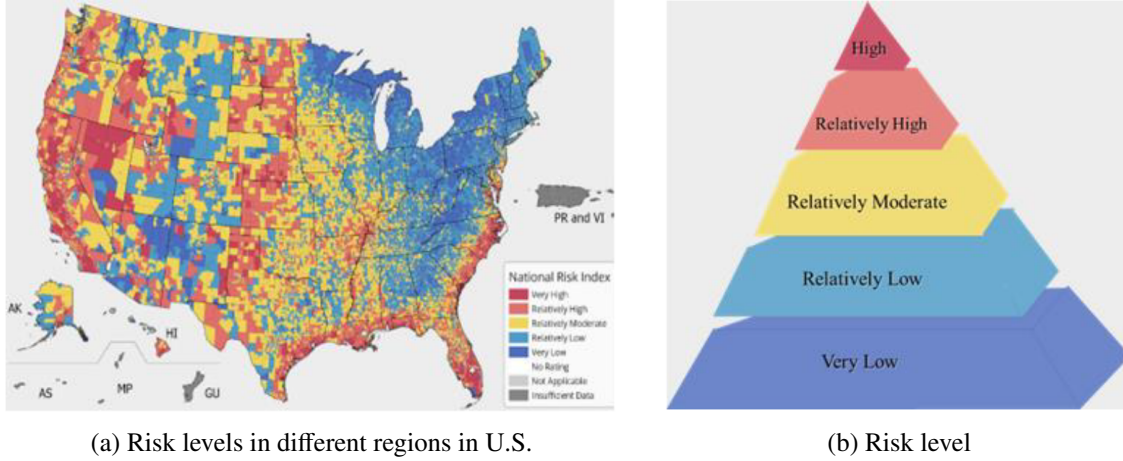 AK
HI
AS
MP
GU
PR and VI
National Risk Index
Very High
Relatively High
Relatively Moderate
Relatively Low
Very Low
No Rating
Not Applicable
Insufficient Data
(a) Risk levels in different regions in U.S.
High
Relatively High
Relatively Moderate
Relatively Low
Very Low
(b) Risk level